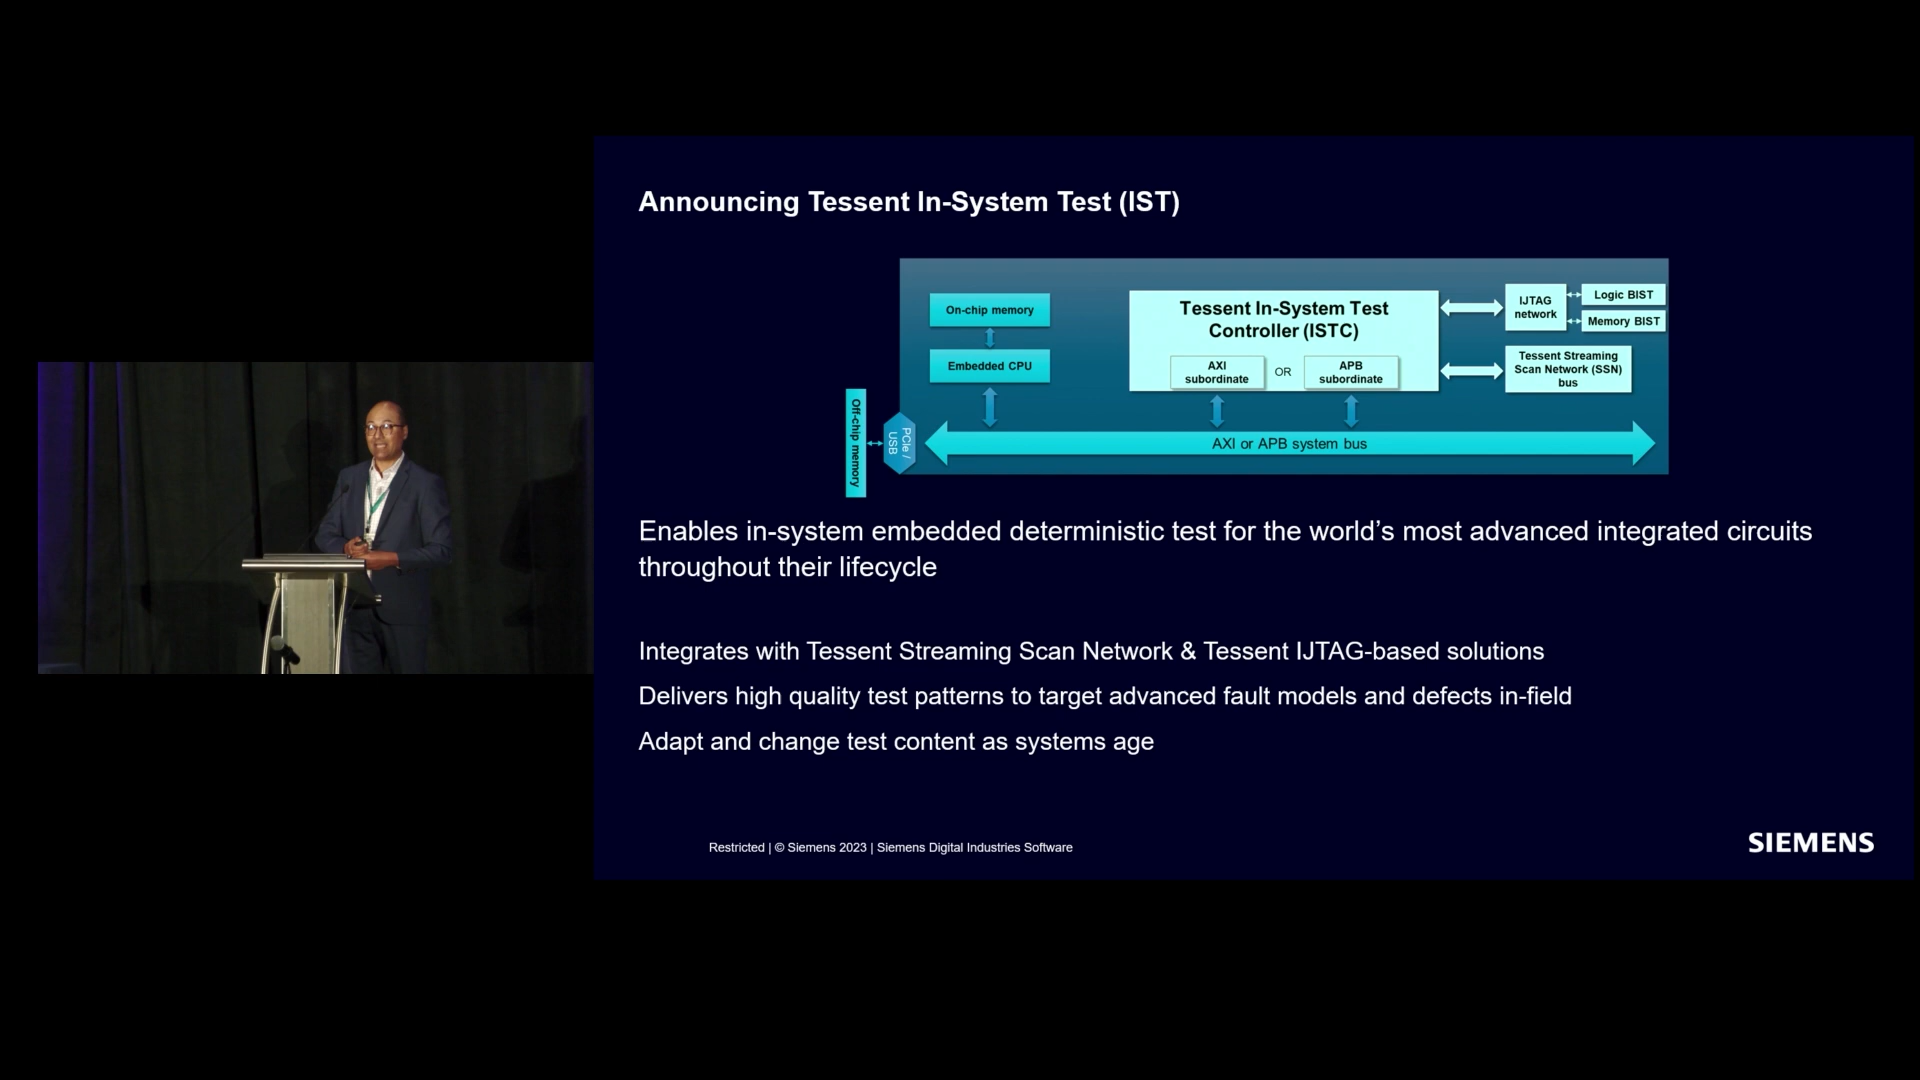 Announcing Tessent In-System Test (IST)
On-chip memory
Embedded CPU
Off-chip memory
PCIe /
USB
Tessent In-System Test
Controller (ISTC)
AXI
subordinate
OR
APB
subordinate
IJTAG
network
Logic BIST
Memory BIST
Tessent Streaming
Scan Network (SSN)
bus
AXI or APB system bus
Enables in-system embedded deterministic test for the world’s most advanced integrated circuits
throughout their lifecycle
Integrates with Tessent Streaming Scan Network & Tessent IJTAG-based solutions
Delivers high quality test patterns to target advanced fault models and defects in-field
Adapt and change test content as systems age
Restricted | © Siemens 2023 | Siemens Digital Industries Software
SIEMENS